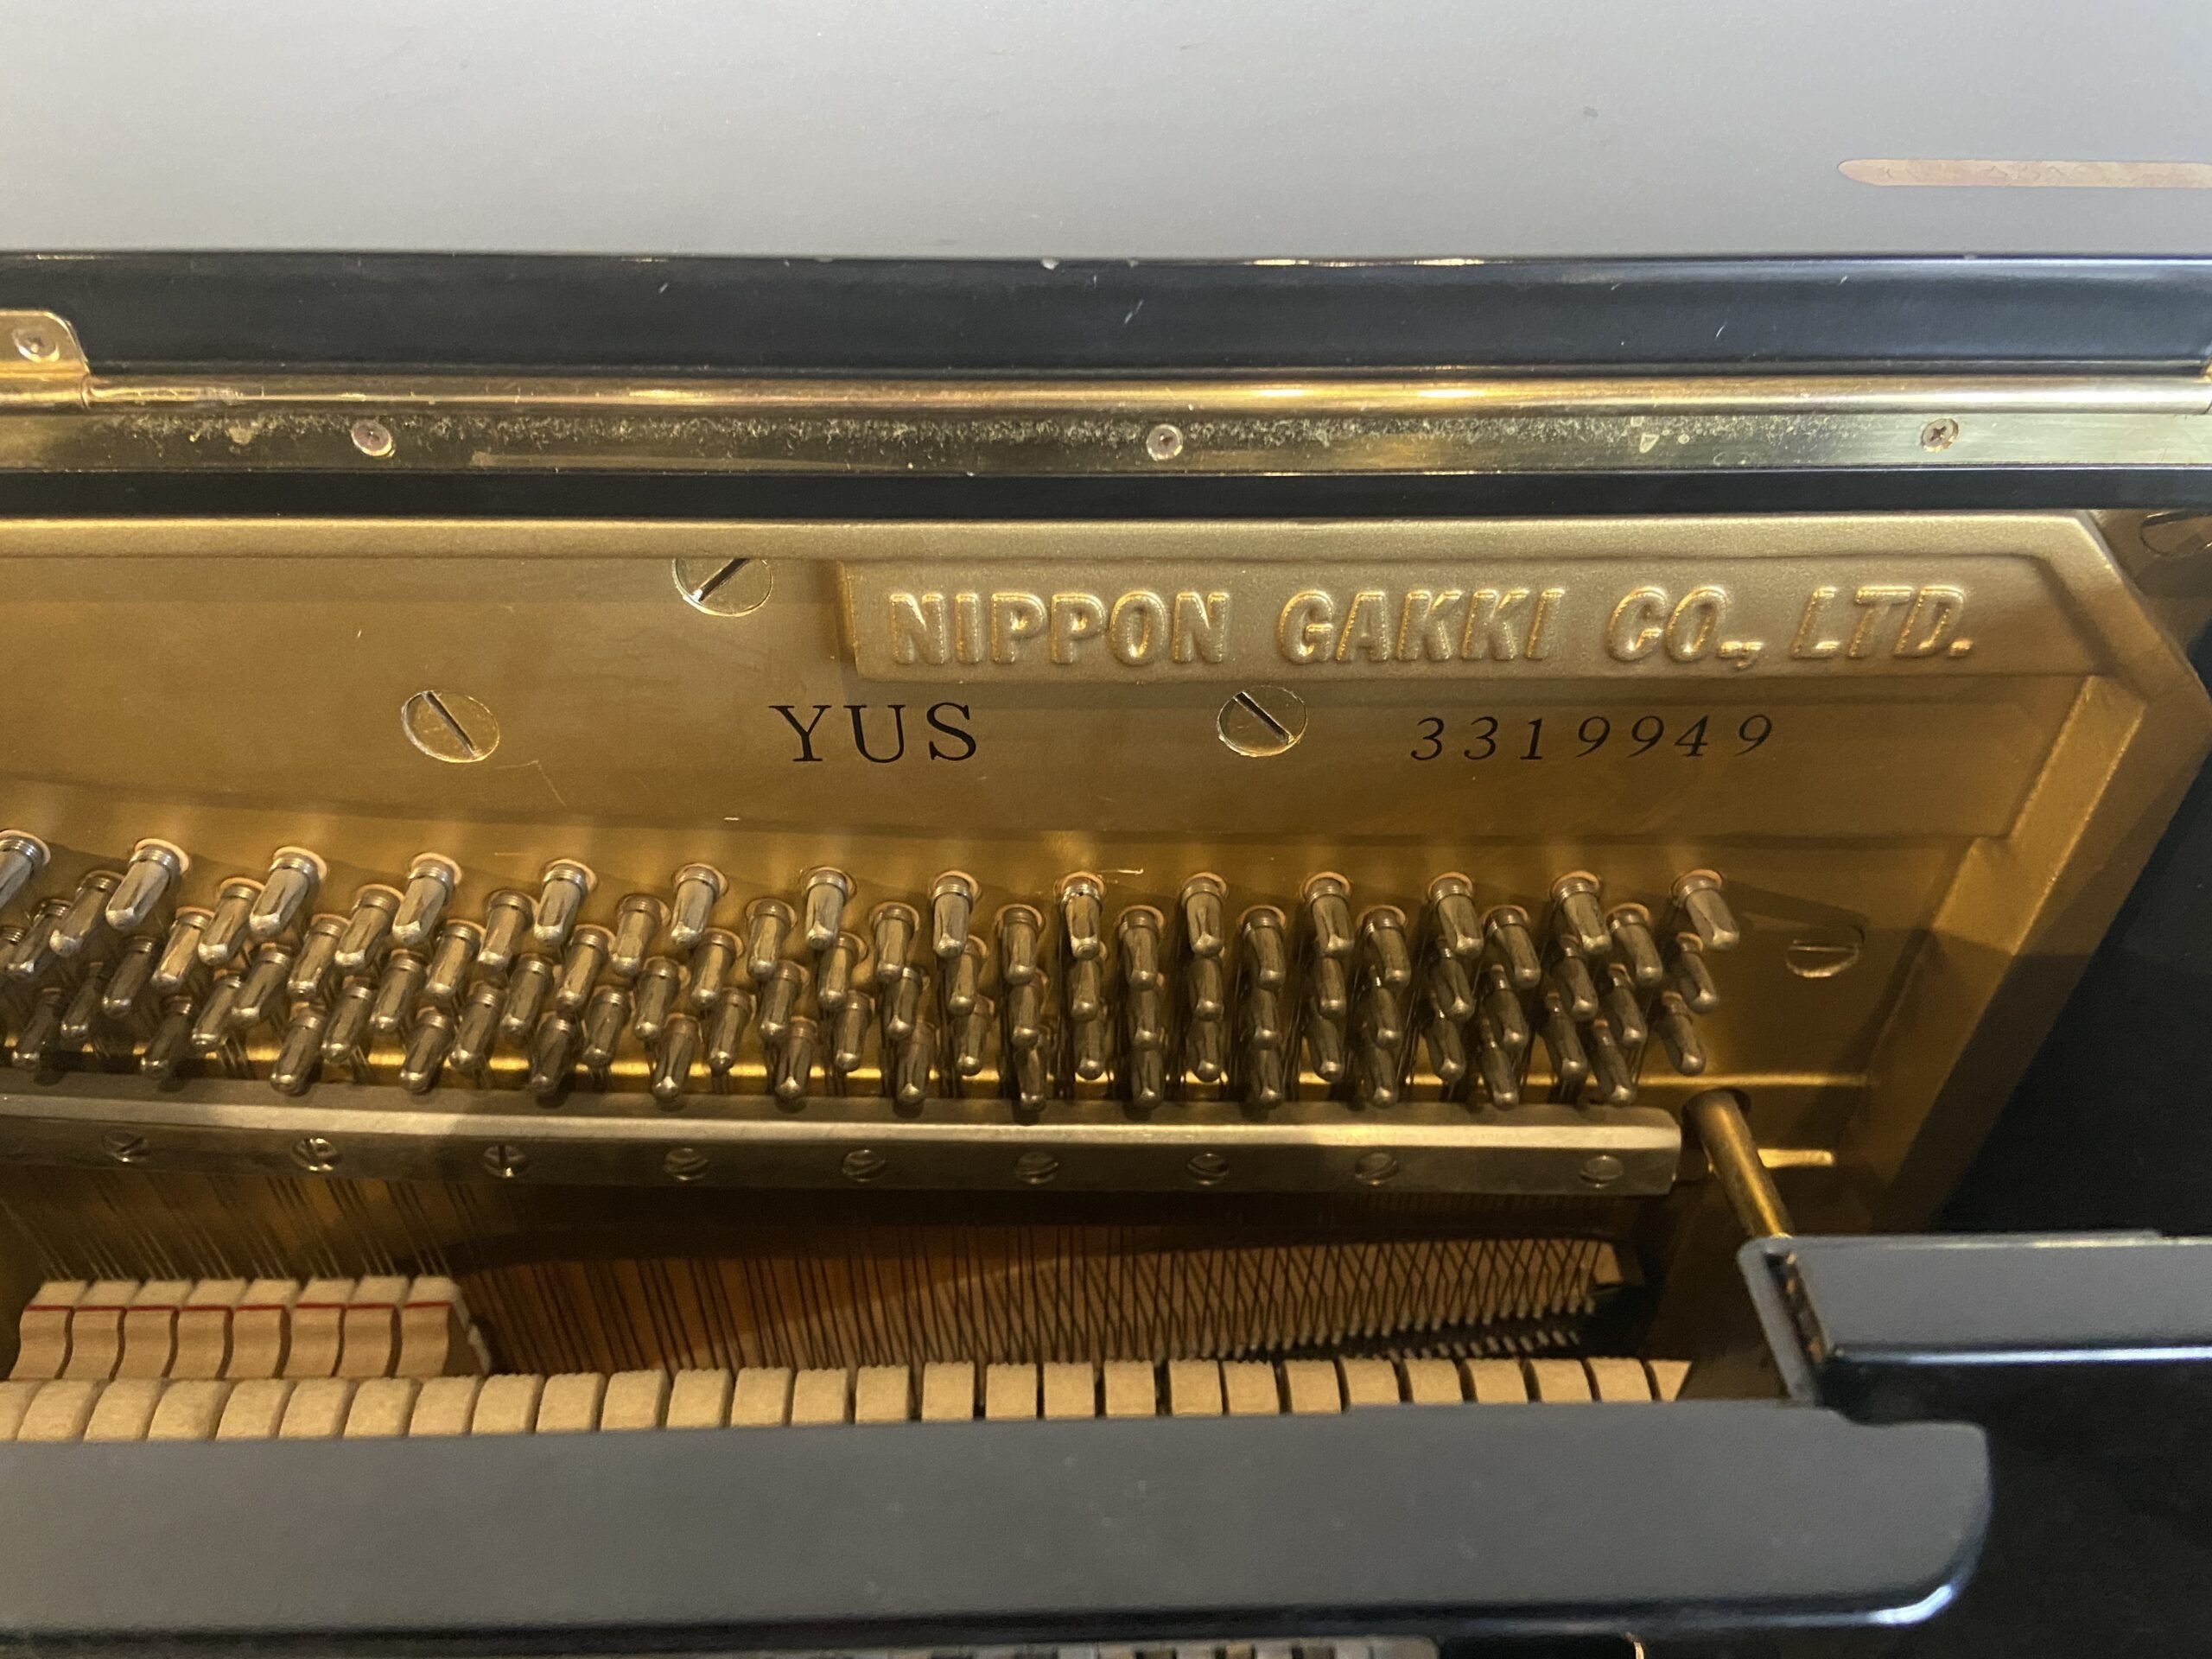 NIPPON GAKKI CO., LTD.
YUS 3319949